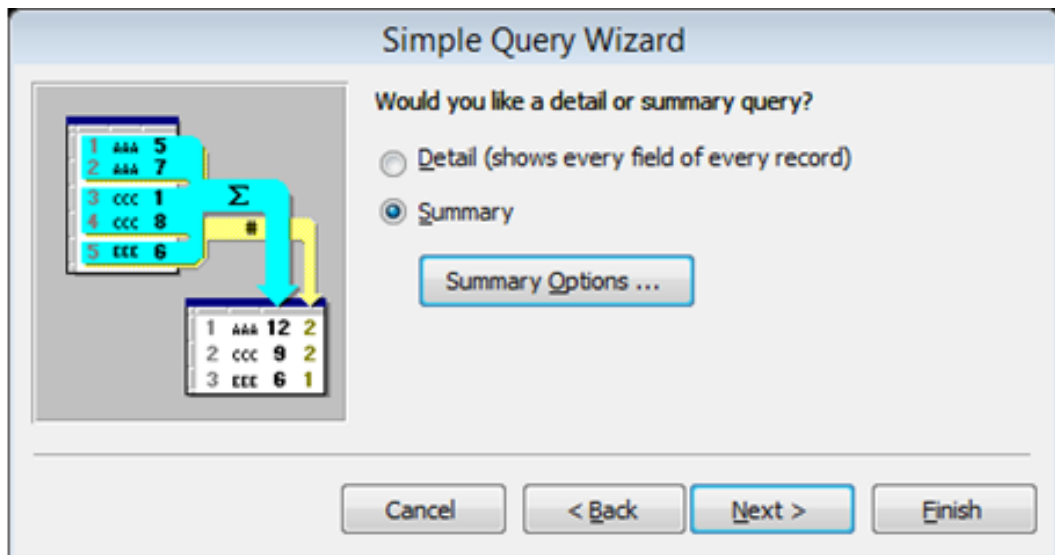 Simple Query Wizard
Would you like a detail or summary query?
Detail (shows every field of every record)
Summary
Summary Options ...
1 AAA 5
2 AAA 7
3 CCC 1
4 CCC 8
5 EEE 6
Σ
#
1 AAA 12 2
2 CCC 9 2
3 EEE 6 1
Cancel
< Back
Next >
Finish